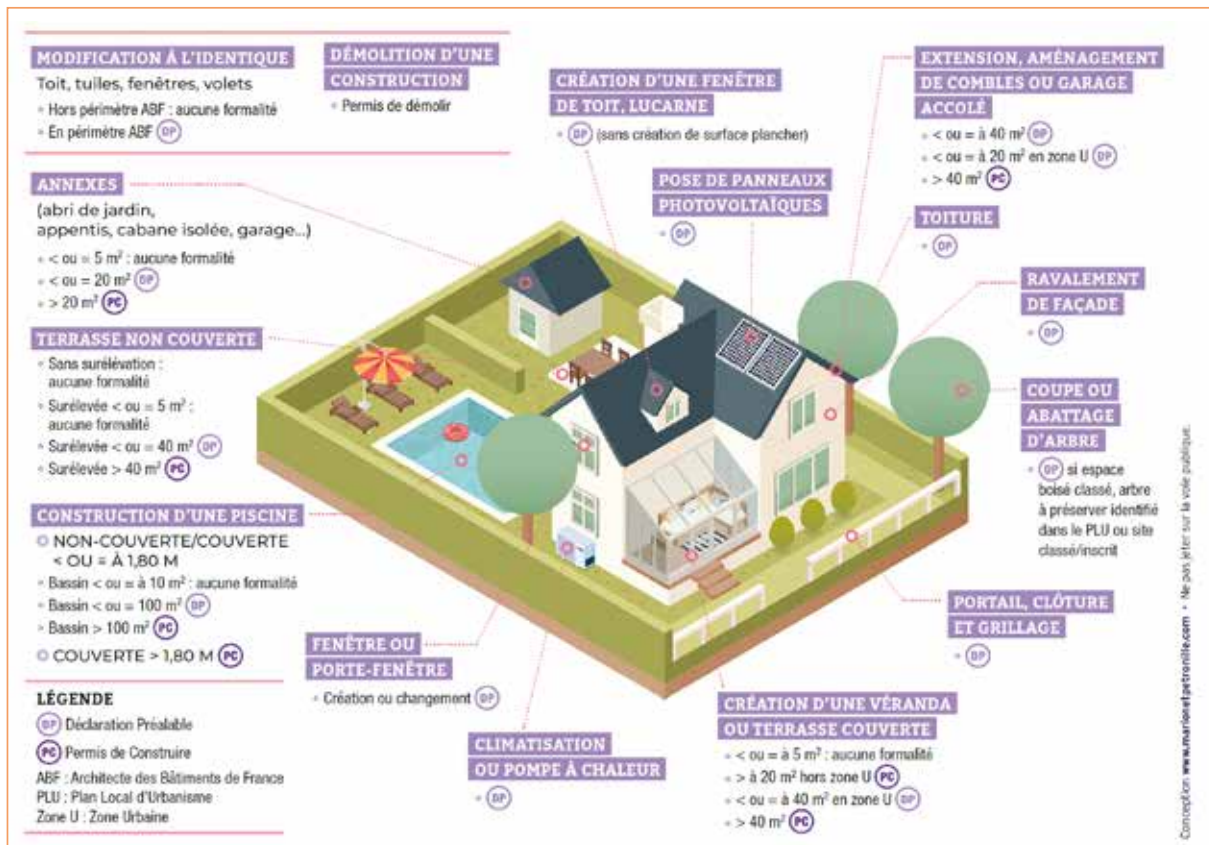 MODIFICATION À L'IDENTIQUE
Toit, tuiles, fenêtres, volets
• Hors périmètre ABF : aucune formalité
• En périmètre ABF DP
DÉMOLITION D'UNE
CONSTRUCTION
• Permis de démolir
CRÉATION D'UNE FENÊTRE
DE TOIT, LUCARNE
• DP (sans création de surface plancher)
POSE DE PANNEAUX
PHOTOVOLTAÏQUES
• DP
EXTENSION, AMÉNAGEMENT
DE COMBLES OU GARAGE
ACCOLÉ
• < ou = à 40 m² DP
• < ou = à 20 m² en zone U DP
• > 40 m² PC
TOITURE
• DP
RAVALEMENT
DE FAÇADE
• DP
COUPE OU
ABATTAGE
D'ARBRE
• DP si espace
boisé classé, arbre
à préserver identifié
dans le PLU ou site
classé/inscrit
ANNEXES
(abri de jardin,
appentis, cabane isolée, garage...)
• < ou = 5 m² : aucune formalité
• < ou = 20 m² DP
• > 20 m² PC
TERRASSE NON COUVERTE
• Sans surélévation :
aucune formalité
• Surélevée < ou = 5 m² :
aucune formalité
• Surélevée < ou = 40 m² DP
• Surélevée > 40 m² PC
CONSTRUCTION D'UNE PISCINE
NON-COUVERTE/COUVERTE
< OU = À 1,80 M
• Bassin < ou = à 10 m² : aucune formalité
• Bassin < ou = 100 m² DP
• Bassin > 100 m² PC
COUVERTE > 1,80 M PC
FENÊTRE OU
PORTE-FENÊTRE
• Création ou changement DP
CLIMATISATION
OU POMPE À CHALEUR
• DP
CRÉATION D'UNE VÉRANDA
OU TERRASSE COUVERTE
• < ou = à 5 m² : aucune formalité
• > à 20 m² hors zone U PC
• < ou = à 40 m² en zone U DP
• > 40 m² PC
PORTAIL, CLÔTURE
ET GRILLAGE
• DP
LÉGENDE
DP Déclaration Préalable
PC Permis de Construire
ABF : Architecte des Bâtiments de France
PLU : Plan Local d'Urbanisme
Zone U : Zone Urbaine
Conception www.marionetpetronille.com • Ne pas jeter sur la voie publique.